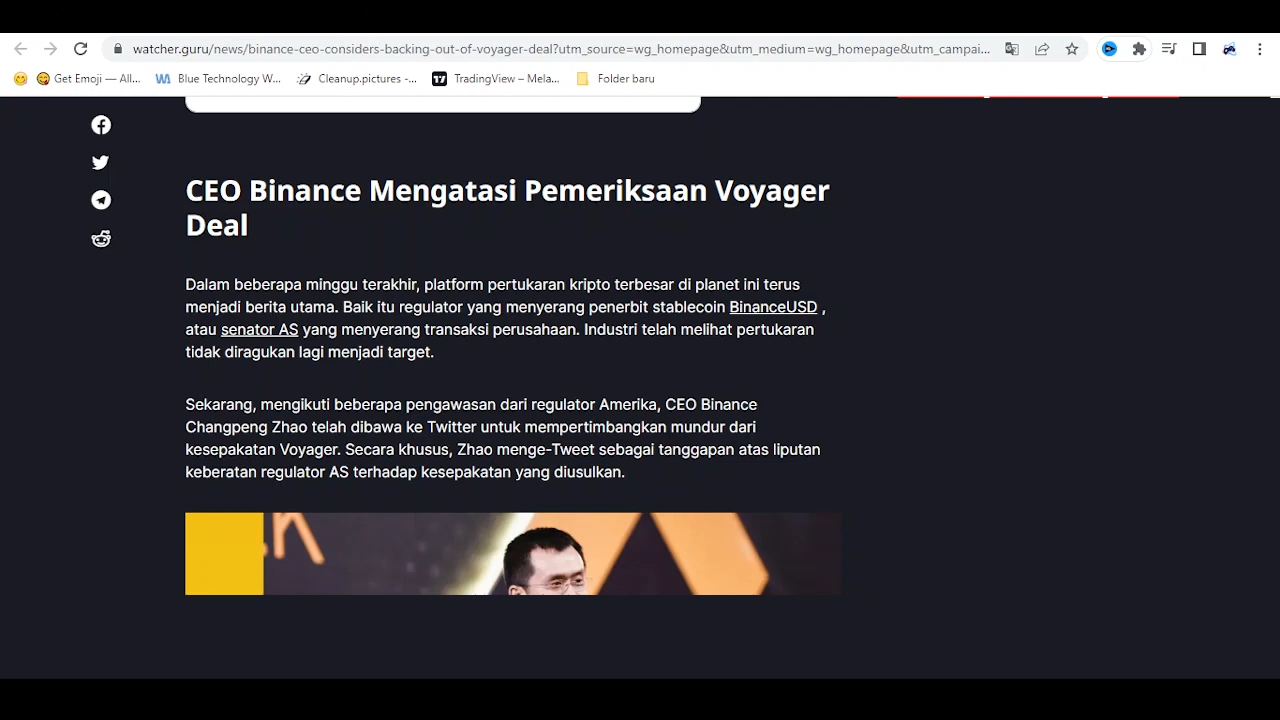 watcher.guru/news/binance-ceo-considers-backing-out-of-voyager-deal?utm_source=wg_homepage&utm_medium=wg_homepage&utm_campai...
Get Emoji — All...
Blue Technology W...
Cleanup.pictures -...
TradingView – Mela...
Folder baru
CEO Binance Mengatasi Pemeriksaan Voyager
Deal
Dalam beberapa minggu terakhir, platform pertukaran kripto terbesar di planet ini terus
menjadi berita utama. Baik itu regulator yang menyerang penerbit stablecoin BinanceUSD ,
atau senator AS yang menyerang transaksi perusahaan. Industri telah melihat pertukaran
tidak diragukan lagi menjadi target.
Sekarang, mengikuti beberapa pengawasan dari regulator Amerika, CEO Binance
Changpeng Zhao telah dibawa ke Twitter untuk mempertimbangkan mundur dari
kesepakatan Voyager. Secara khusus, Zhao menge-Tweet sebagai tanggapan atas liputan
keberatan regulator AS terhadap kesepakatan yang diusulkan.